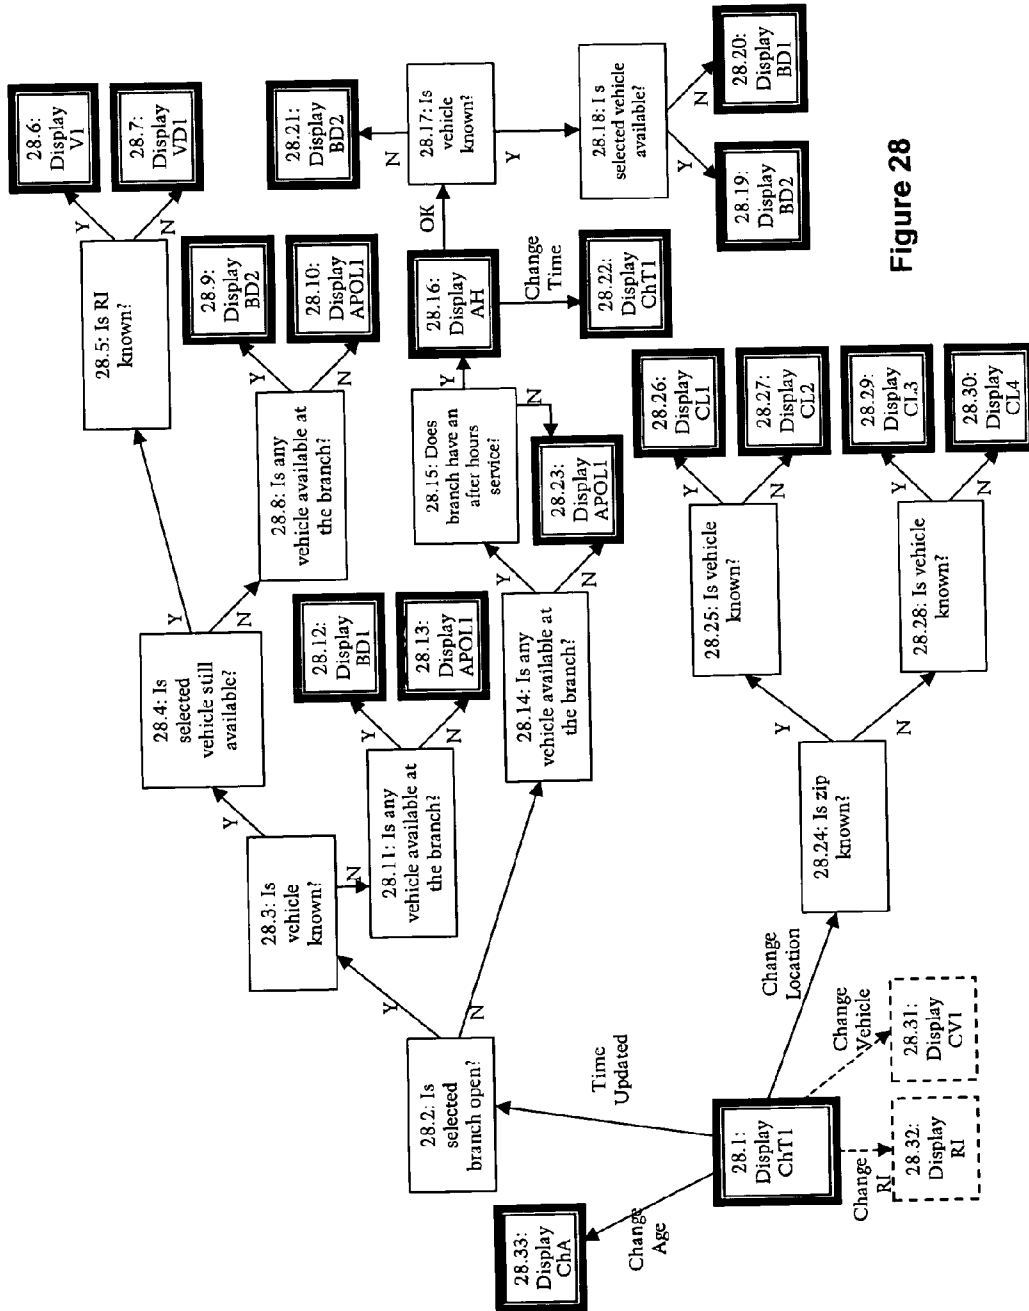 28.1:
Display
ChT1
Change
Age
28.33:
Display
ChA
Time
Updated
Change
Location
Change
Vehicle
28.31:
Display
CV1
Change
RI
28.32:
Display
RI
28.2: Is
selected
branch open?
Y
N
28.3: Is
vehicle
known?
Y
N
28.4: Is
selected
vehicle still
available?
Y
N
28.5: Is RI
known?
Y
N
28.6:
Display
V1
28.7:
Display
VD1
28.8: Is any
vehicle available at
the branch?
Y
N
28.9:
Display
BD2
28.10:
Display
APOL1
28.11: Is any
vehicle available at
the branch?
Y
N
28.12:
Display
BD1
28.13:
Display
APOL1
28.14: Is any
vehicle available at
the branch?
Y
N
28.15: Does
branch have an
after hours
service?
Y
N
28.16:
Display
AH
OK
Change
Time
28.17: Is
vehicle
known?
N
Y
28.21:
Display
BD2
28.18: Is
selected vehicle
available?
Y
N
28.19:
Display
BD2
28.20:
Display
BD1
28.22:
Display
ChT1
28.23:
Display
APOL1
28.24: Is zip
known?
Y
N
28.25: Is vehicle
known?
Y
N
28.26:
Display
CL1
28.27:
Display
CL2
28.28: Is vehicle
known?
Y
N
28.29:
Display
CL3
28.30:
Display
CL4
Figure 28